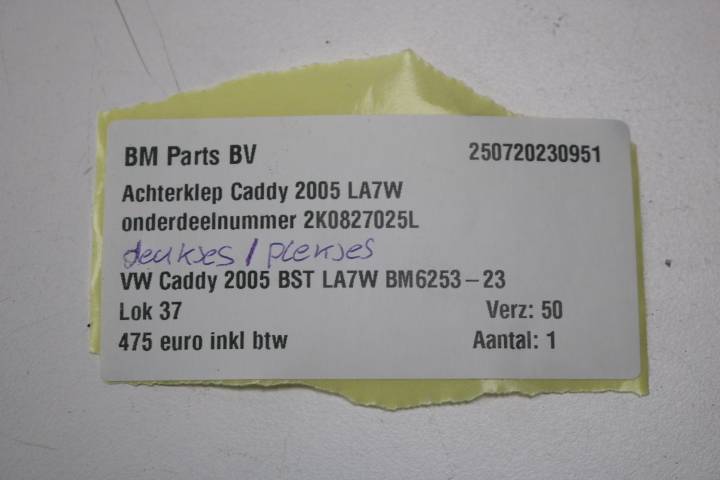 BM Parts BV 250720230951
Achterklep Caddy 2005 LA7W
onderdeelnummer 2K0827025L
deukjes / plekjes
VW Caddy 2005 BST LA7W BM6253-23
Lok 37 Verz: 50
475 euro inkl btw Aantal: 1